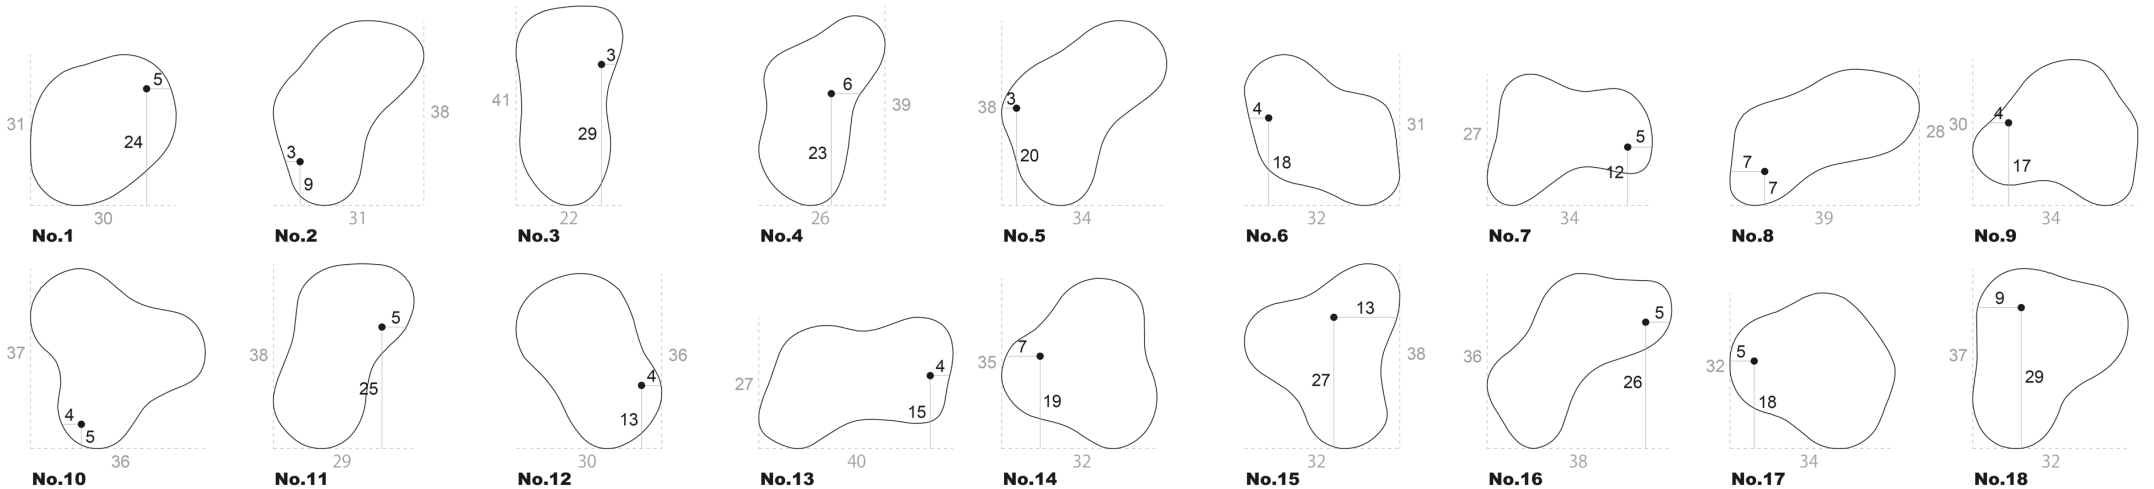 31 5 24 30 No.1
38 3 9 31 No.2
41 3 29 22 No.3
39 6 23 26 No.4
38 3 20 34 No.5
31 4 18 32 No.6
27 5 12 34 No.7
28 7 7 39 No.8
30 4 17 34 No.9
37 4 5 36 No.10
38 5 25 29 No.11
36 4 13 30 No.12
27 4 15 40 No.13
35 7 19 32 No.14
38 13 27 32 No.15
36 5 26 38 No.16
32 5 18 34 No.17
37 9 29 32 No.18